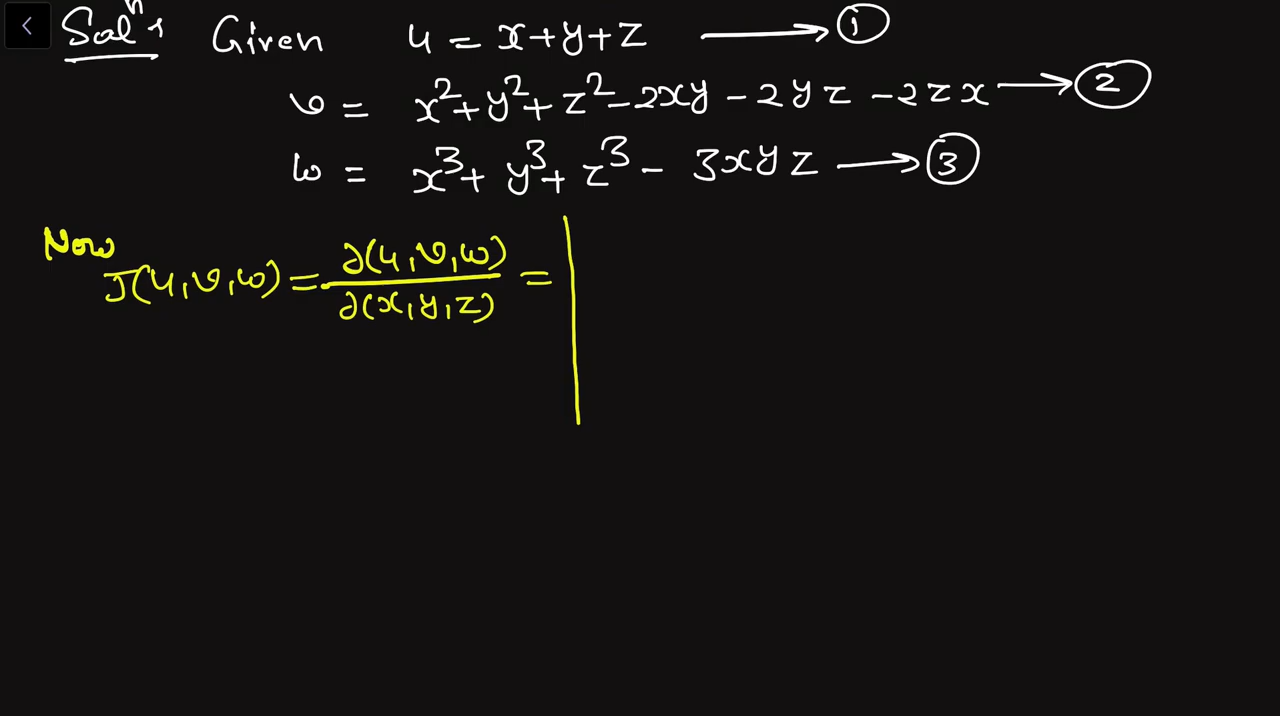 Solⁿ: Given u = x+y+z ⟶ ①
v = x²+y²+z²-2xy-2yz-2zx ⟶ ②
w = x³+y³+z³-3xyz ⟶ ③
Now
J(u,v,w) = ∂(u,v,w)/∂(x,y,z) = |